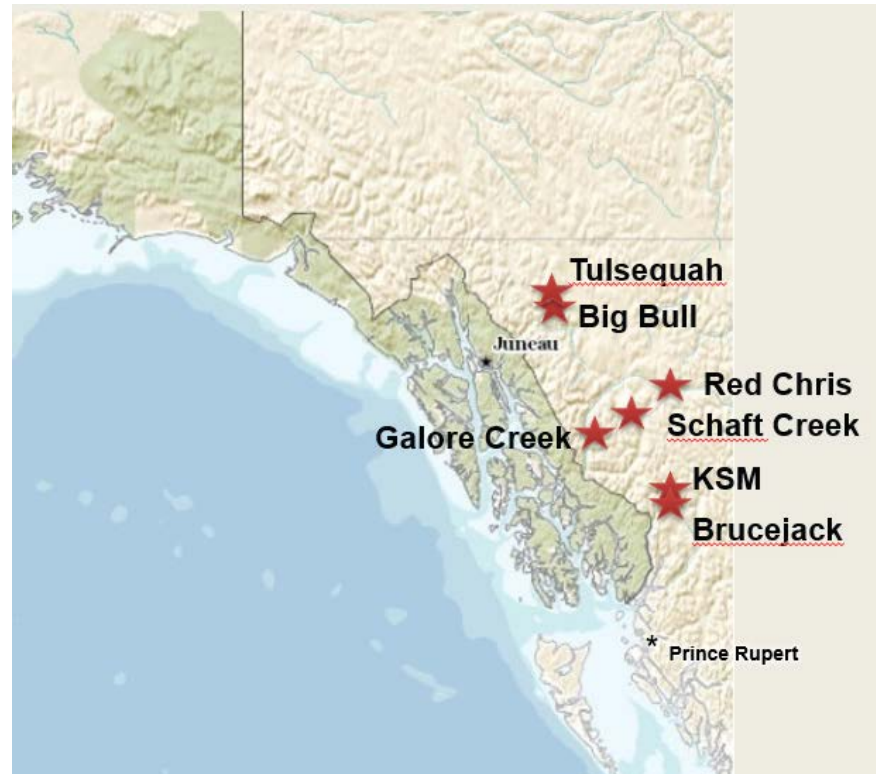 Tulsequah
Big Bull
Juneau
Red Chris
Schaft Creek
Galore Creek
KSM
Brucejack
* Prince Rupert